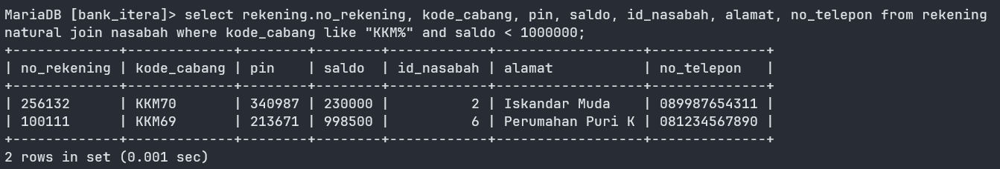 MariaDB [bank_itera]> select rekening.no_rekening, kode_cabang, pin, saldo, id_nasabah, alamat, no_telepon from rekening
natural join nasabah where kode_cabang like "KKM%" and saldo < 1000000;
+-------------+-------------+--------+--------+------------+------------------+--------------+
| no_rekening | kode_cabang | pin    | saldo  | id_nasabah | alamat           | no_telepon   |
+-------------+-------------+--------+--------+------------+------------------+--------------+
| 256132      | KKM70       | 340987 | 230000 |          2 | Iskandar Muda    | 089987654311 |
| 100111      | KKM69       | 213671 | 998500 |          6 | Perumahan Puri K | 081234567890 |
+-------------+-------------+--------+--------+------------+------------------+--------------+
2 rows in set (0.001 sec)